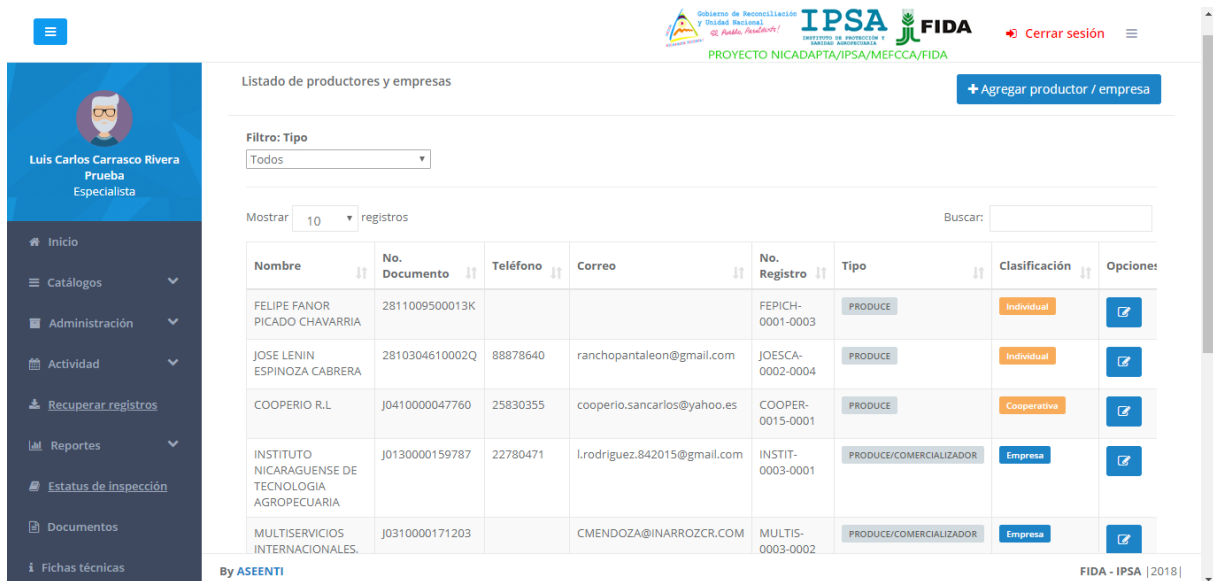 Gobierno de Reconciliación
y Unidad Nacional
El Pueblo, Presidente!
IPSA
INSTITUTO DE PROTECCIÓN Y
SANIDAD AGROPECUARIA
FIDA
PROYECTO NICADAPTA/IPSA/MEFCCA/FIDA
Cerrar sesión
Luis Carlos Carrasco Rivera
Prueba
Especialista
Inicio
Catálogos
Administración
Actividad
Recuperar registros
Reportes
Estatus de inspección
Documentos
Fichas técnicas
Listado de productores y empresas
Agregar productor / empresa
Filtro: Tipo
Todos
Mostrar 10 registros
Buscar:
Nombre No. Documento Teléfono Correo No. Registro Tipo Clasificación Opciones
FELIPE FANOR PICADO CHAVARRIA 2811009500013K FEPICH-0001-0003 PRODUCE Individual
JOSE LENIN ESPINOZA CABRERA 2810304610002Q 88878640 ranchopantaleon@gmail.com JOESCA-0002-0004 PRODUCE Individual
COOPERIO R.L J0410000047760 25830355 cooperio.sancarlos@yahoo.es COOPER-0015-0001 PRODUCE Cooperativa
INSTITUTO NICARAGUENSE DE TECNOLOGIA AGROPECUARIA J0130000159787 22780471 l.rodriguez.842015@gmail.com INSTIT-0003-0001 PRODUCE/COMERCIALIZADOR Empresa
MULTISERVICIOS INTERNACIONALES, J0310000171203 CMENDOZA@INARROZCR.COM MULTIS-0003-0002 PRODUCE/COMERCIALIZADOR Empresa
By ASEENTI
FIDA - IPSA |2018|